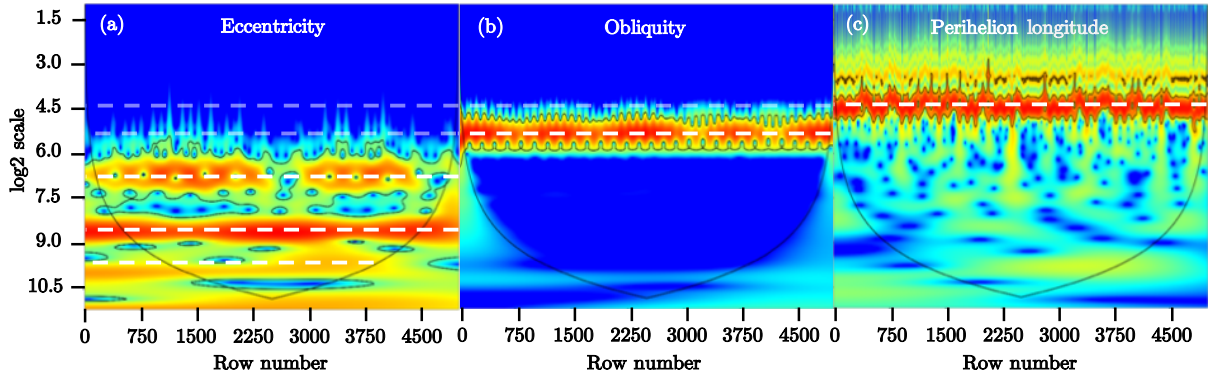 (a) Eccentricity
(b) Obliquity
(c) Perihelion longitude
log2 scale
1.5
3.0
4.5
6.0
7.5
9.0
10.5
0 750 1500 2250 3000 3750 4500
0 750 1500 2250 3000 3750 4500
0 750 1500 2250 3000 3750 4500
Row number
Row number
Row number